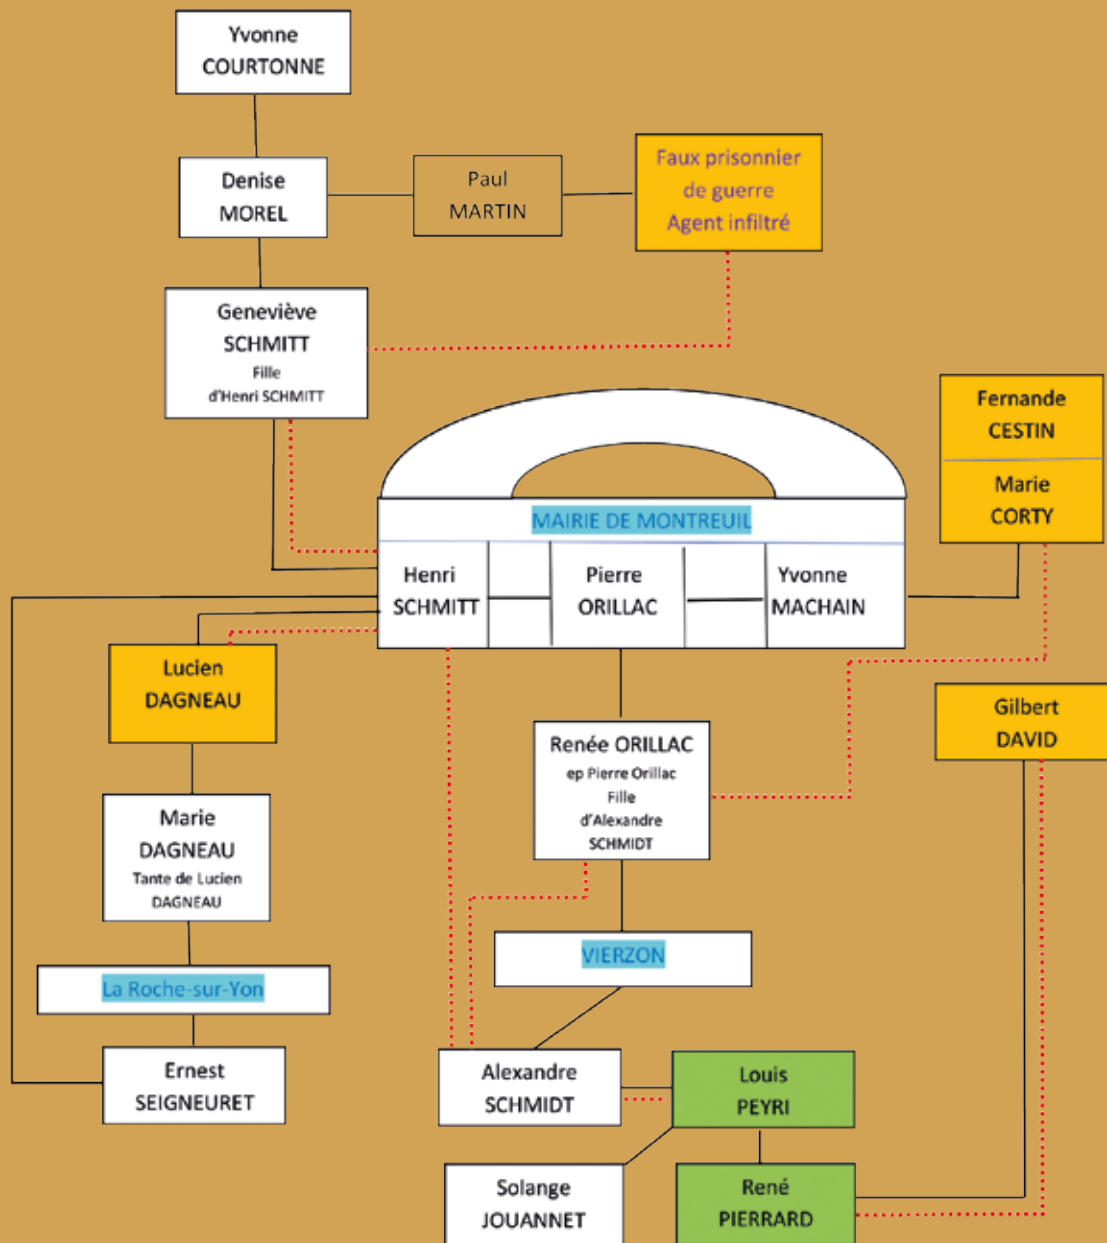 Yvonne
COURTONNE
Denise
MOREL
Paul
MARTIN
Faux prisonnier
de guerre
Agent infiltré
Geneviève
SCHMITT
Fille
d'Henri SCHMITT
Fernande
CESTIN
Marie
CORTY
MAIRIE DE MONTREUIL
Henri
SCHMITT
Pierre
ORILLAC
Yvonne
MACHAIN
Lucien
DAGNEAU
Gilbert
DAVID
Renée ORILLAC
ep Pierre Orillac
Fille
d'Alexandre
SCHMIDT
Marie
DAGNEAU
Tante de Lucien
DAGNEAU
VIERZON
La Roche-sur-Yon
Ernest
SEIGNEURET
Alexandre
SCHMIDT
Louis
PEYRI
Solange
JOUANNET
René
PIERRARD